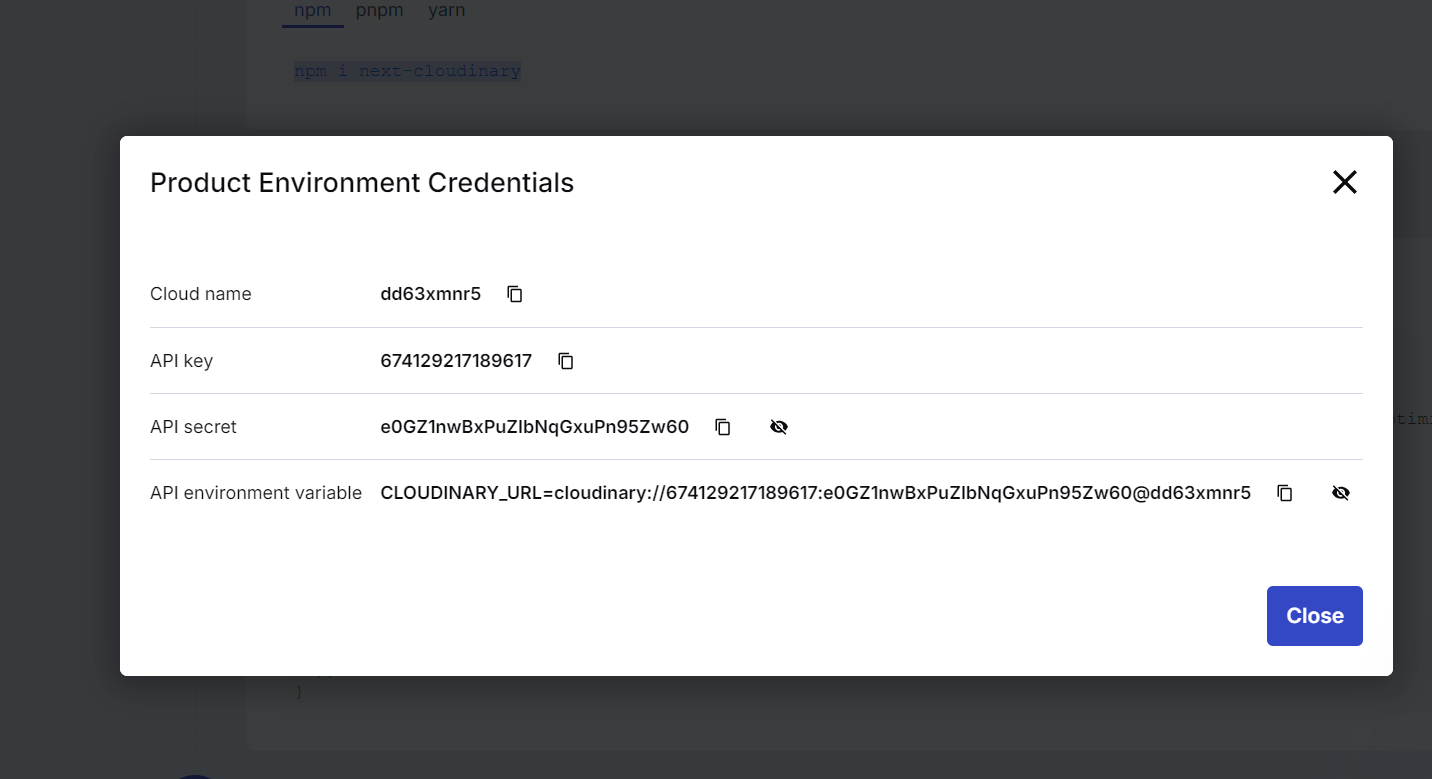 npm pnpm yarn
npm i next-cloudinary
Product Environment Credentials
Cloud name dd63xmnr5
API key 674129217189617
API secret e0GZ1nwBxPuZIbNqGxuPn95Zw60
API environment variable CLOUDINARY_URL=cloudinary://674129217189617:e0GZ1nwBxPuZIbNqGxuPn95Zw60@dd63xmnr5
Close
}